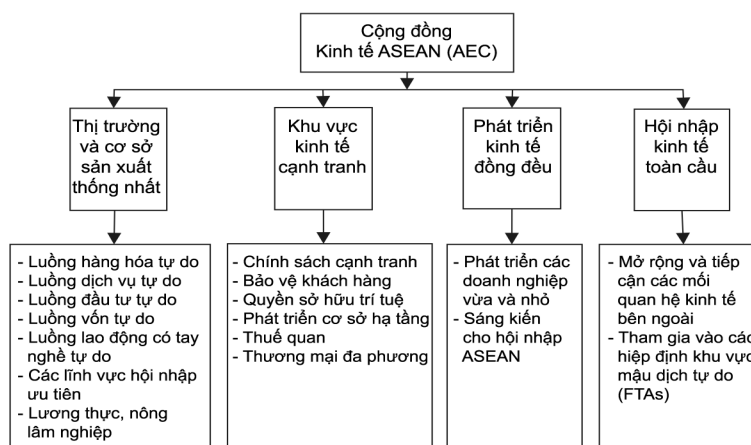 Cộng đồng
Kinh tế ASEAN (AEC)
Thị trường
và cơ sở
sản xuất
thống nhất
Khu vực
kinh tế
cạnh tranh
Phát triển
kinh tế
đồng đều
Hội nhập
kinh tế
toàn cầu
- Luồng hàng hóa tự do
- Luồng dịch vụ tự do
- Luồng đầu tư tự do
- Luồng vốn tự do
- Luồng lao động có tay
nghề tự do
- Các lĩnh vực hội nhập
ưu tiên
- Lương thực, nông
lâm nghiệp
- Chính sách cạnh tranh
- Bảo vệ khách hàng
- Quyền sở hữu trí tuệ
- Phát triển cơ sở hạ tầng
- Thuế quan
- Thương mại đa phương
- Phát triển các
doanh nghiệp
vừa và nhỏ
- Sáng kiến
cho hội nhập
ASEAN
- Mở rộng và tiếp
cận các mối
quan hệ kinh tế
bên ngoài
- Tham gia vào các
hiệp định khu vực
mậu dịch tự do
(FTAs)